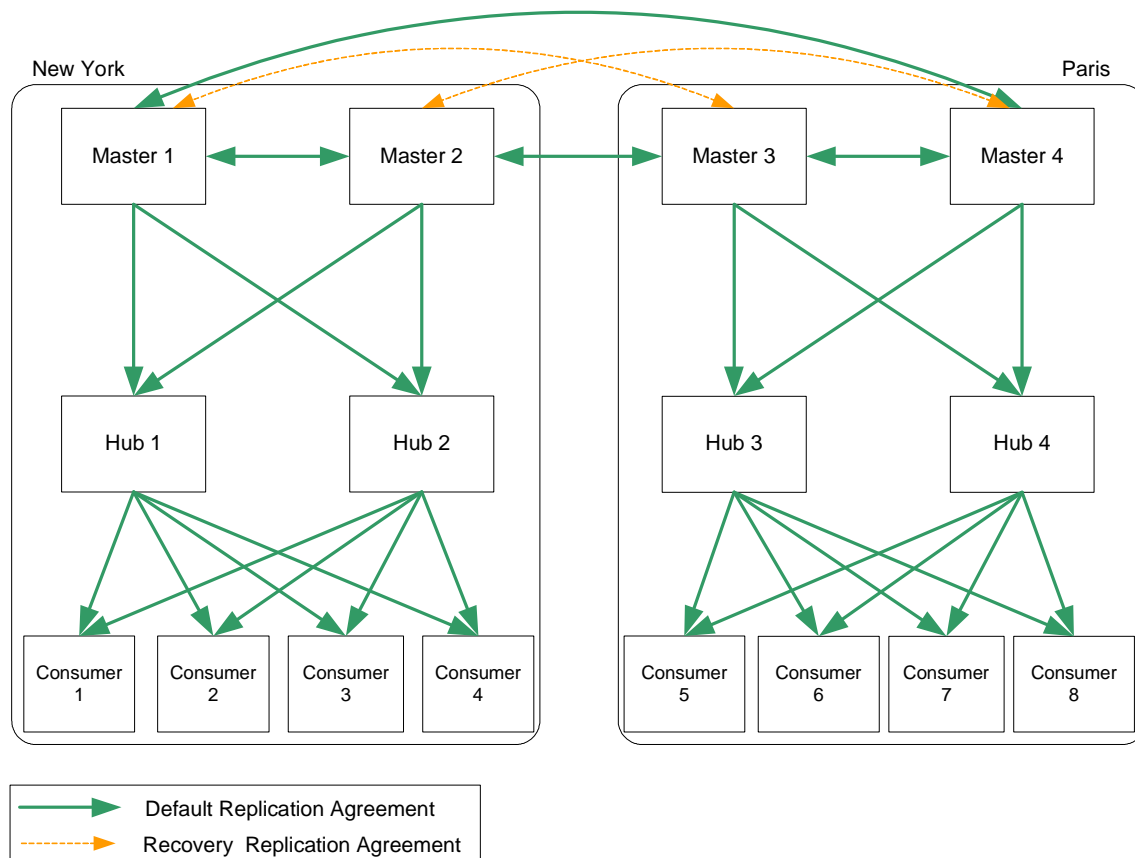 New York
Paris
Master 1
Master 2
Master 3
Master 4
Hub 1
Hub 2
Hub 3
Hub 4
Consumer
1
Consumer
2
Consumer
3
Consumer
4
Consumer
5
Consumer
6
Consumer
7
Consumer
8
Default Replication Agreement
Recovery Replication Agreement